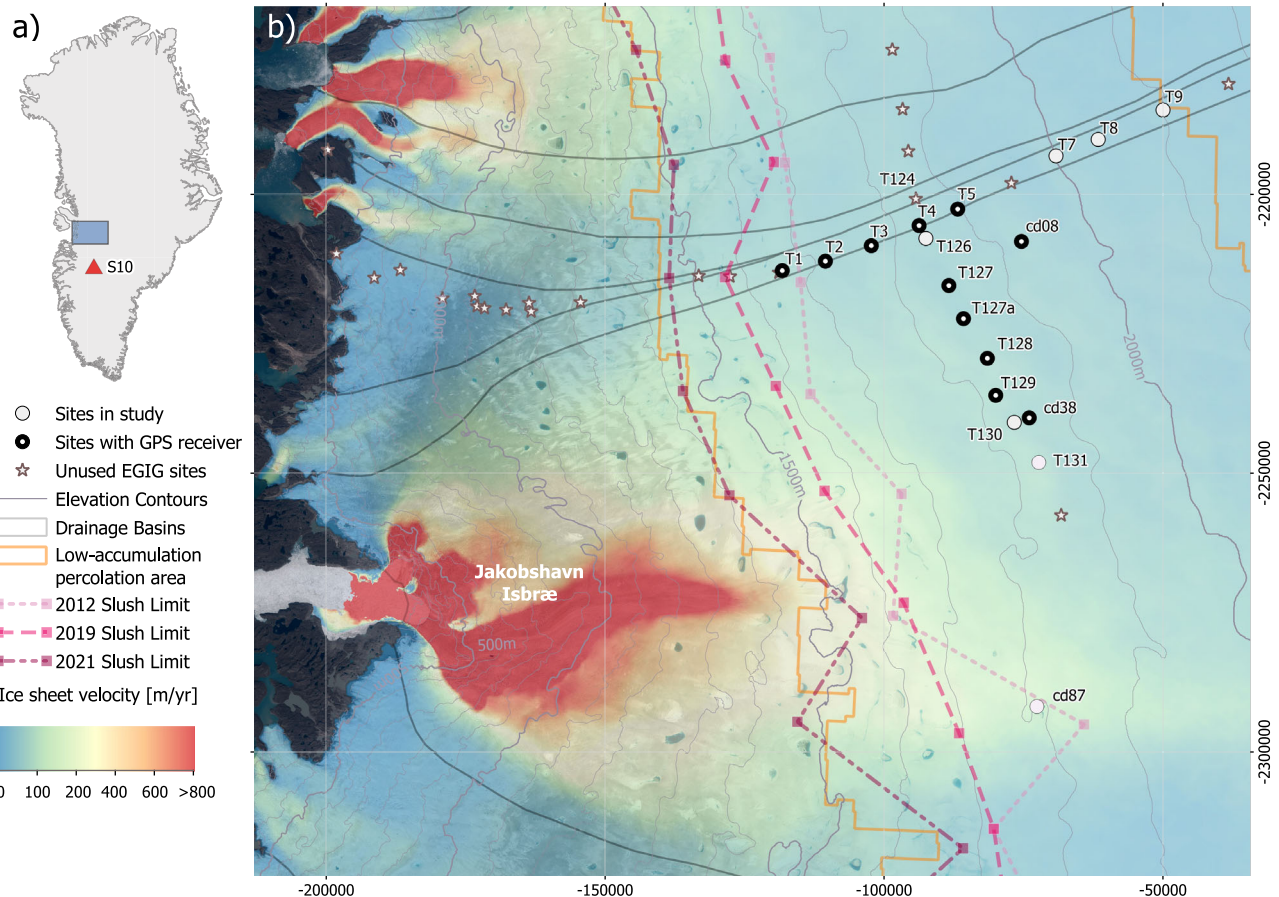 a)
S10
Sites in study
Sites with GPS receiver
Unused EGIG sites
Elevation Contours
Drainage Basins
Low-accumulation
percolation area
2012 Slush Limit
2019 Slush Limit
2021 Slush Limit
Ice sheet velocity [m/yr]
0 100 200 400 600 >800
b)
T9
T8
T7
T124
T5
T4
cd08
T126
T3
T2
T1
T127
T127a
2000m
T128
T129
cd38
T130
T131
1500m
Jakobshavn
Isbræ
500m
cd87
-2200000
-2250000
-2300000
-200000 -150000 -100000 -50000